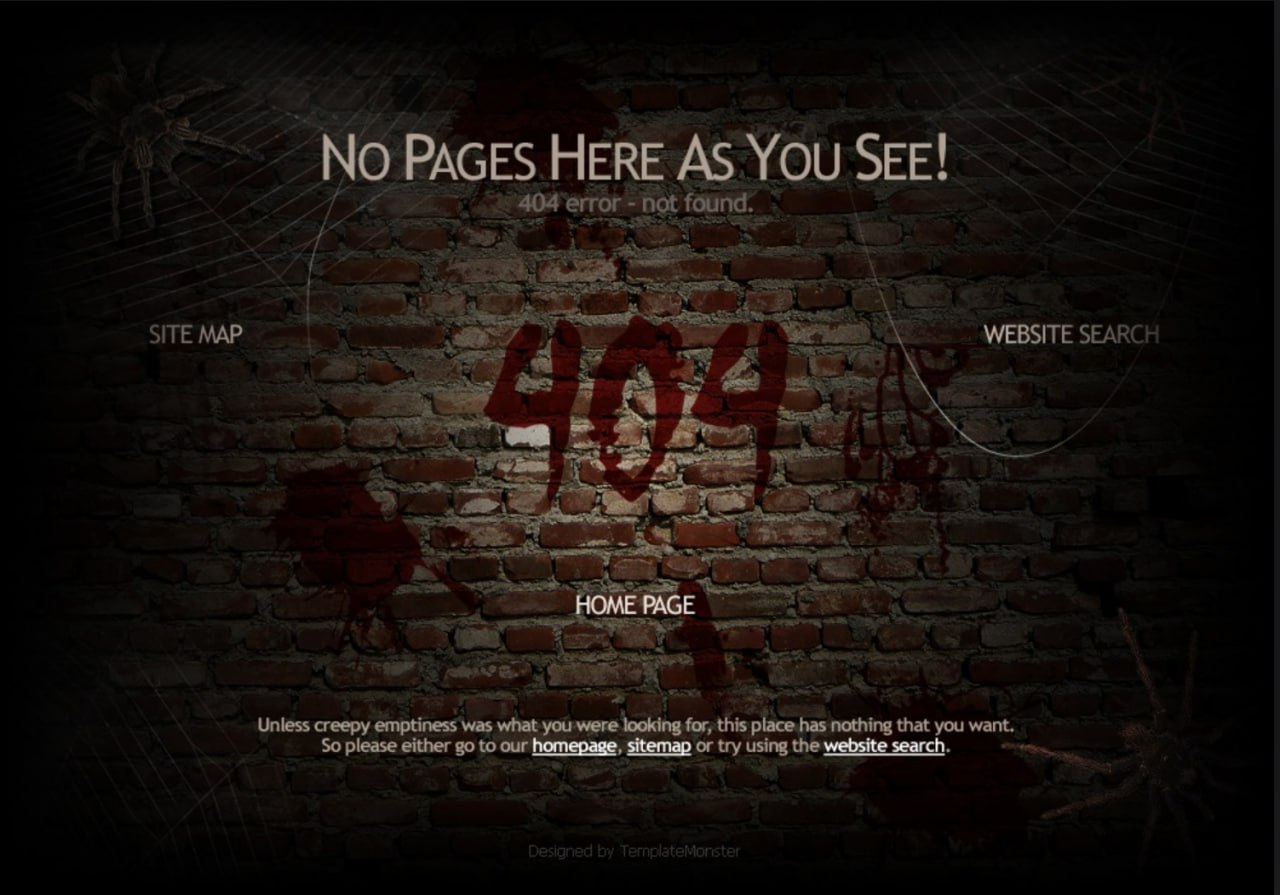 No Pages Here As You See!
404 error - not found.
SITE MAP
WEBSITE SEARCH
404
HOME PAGE
Unless creepy emptiness was what you were looking for, this place has nothing that you want.
So please either go to our homepage, sitemap or try using the website search.
Designed by TemplateMonster